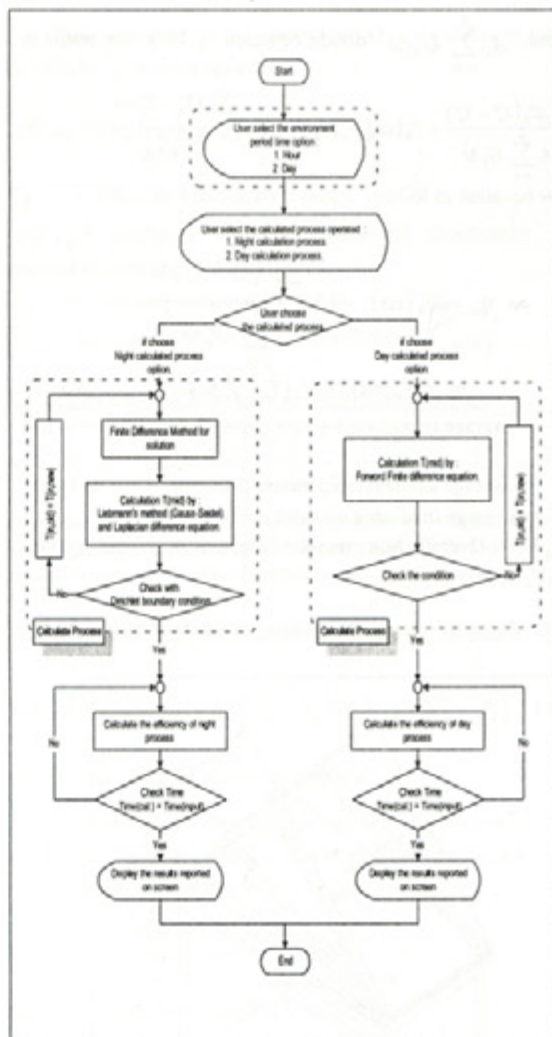 Start
User select the environment
period time option :
1. Hour
2. Day
User select the calculated process operated :
1. Night calculation process.
2. Day calculation process.
User choose
the calculated process.
if choose
Night calculated process
option.
if choose
Day calculated process
option
Finite Difference Method for
solution
Calculation T(mid) by :
Liebmann's method (Gauss-Seidel)
and Laplacian difference equation.
Check with
Dirichlet boundary condition.
No
Calculate Process
Yes
Calculation T(mid) by :
Forword Finite difference equation.
Check the condition
No
Calculate Process
Yes
Calculate the efficiency of night
process
No
Check Time
Time(cal.) = Time(input)
Yes
Display the results reported
on screen
Calculate the efficiency of day
process
No
Check Time
Time(cal.) = Time(input)
Yes
Display the results reported
on screen
End